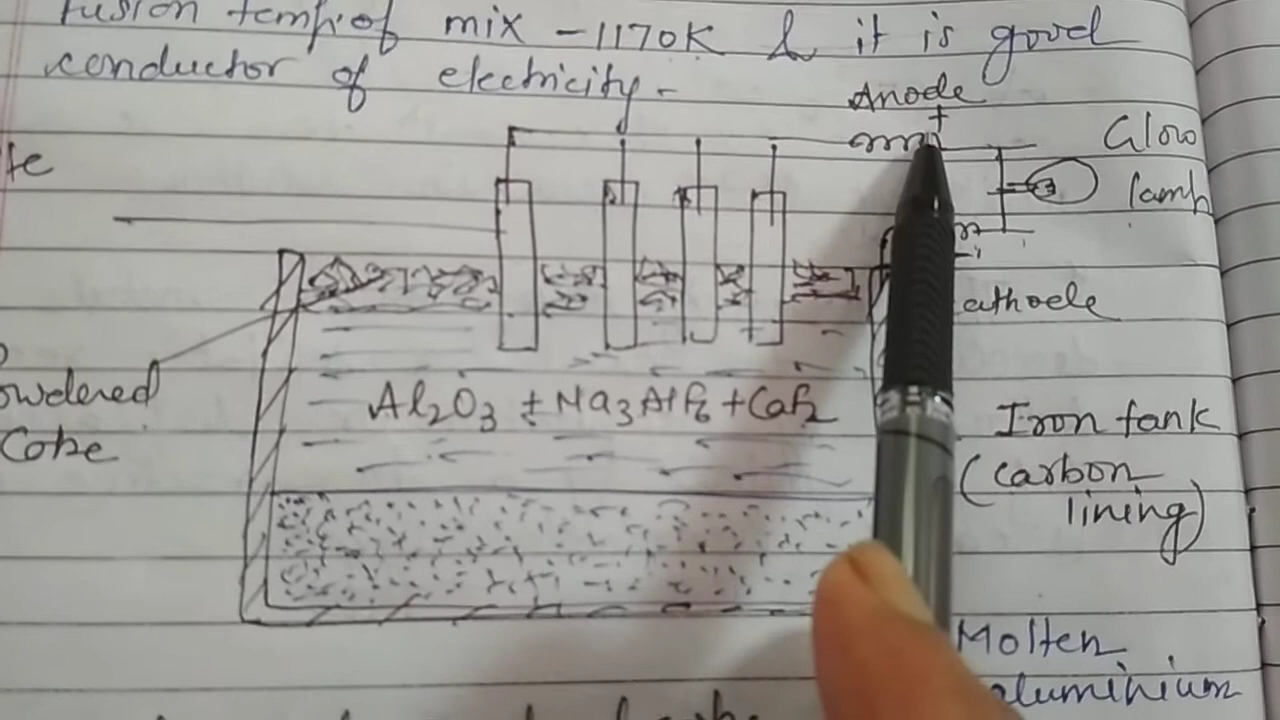 fusion temp. of mix - 1170K & it is good
conductor of electricity.
Anode
+
Glow
lamp
te
-
cathode
Al2O3 + Na3AlF6 + CaF2
owdered
Coke
Iron tank
(carbon
lining)
Molten
aluminium